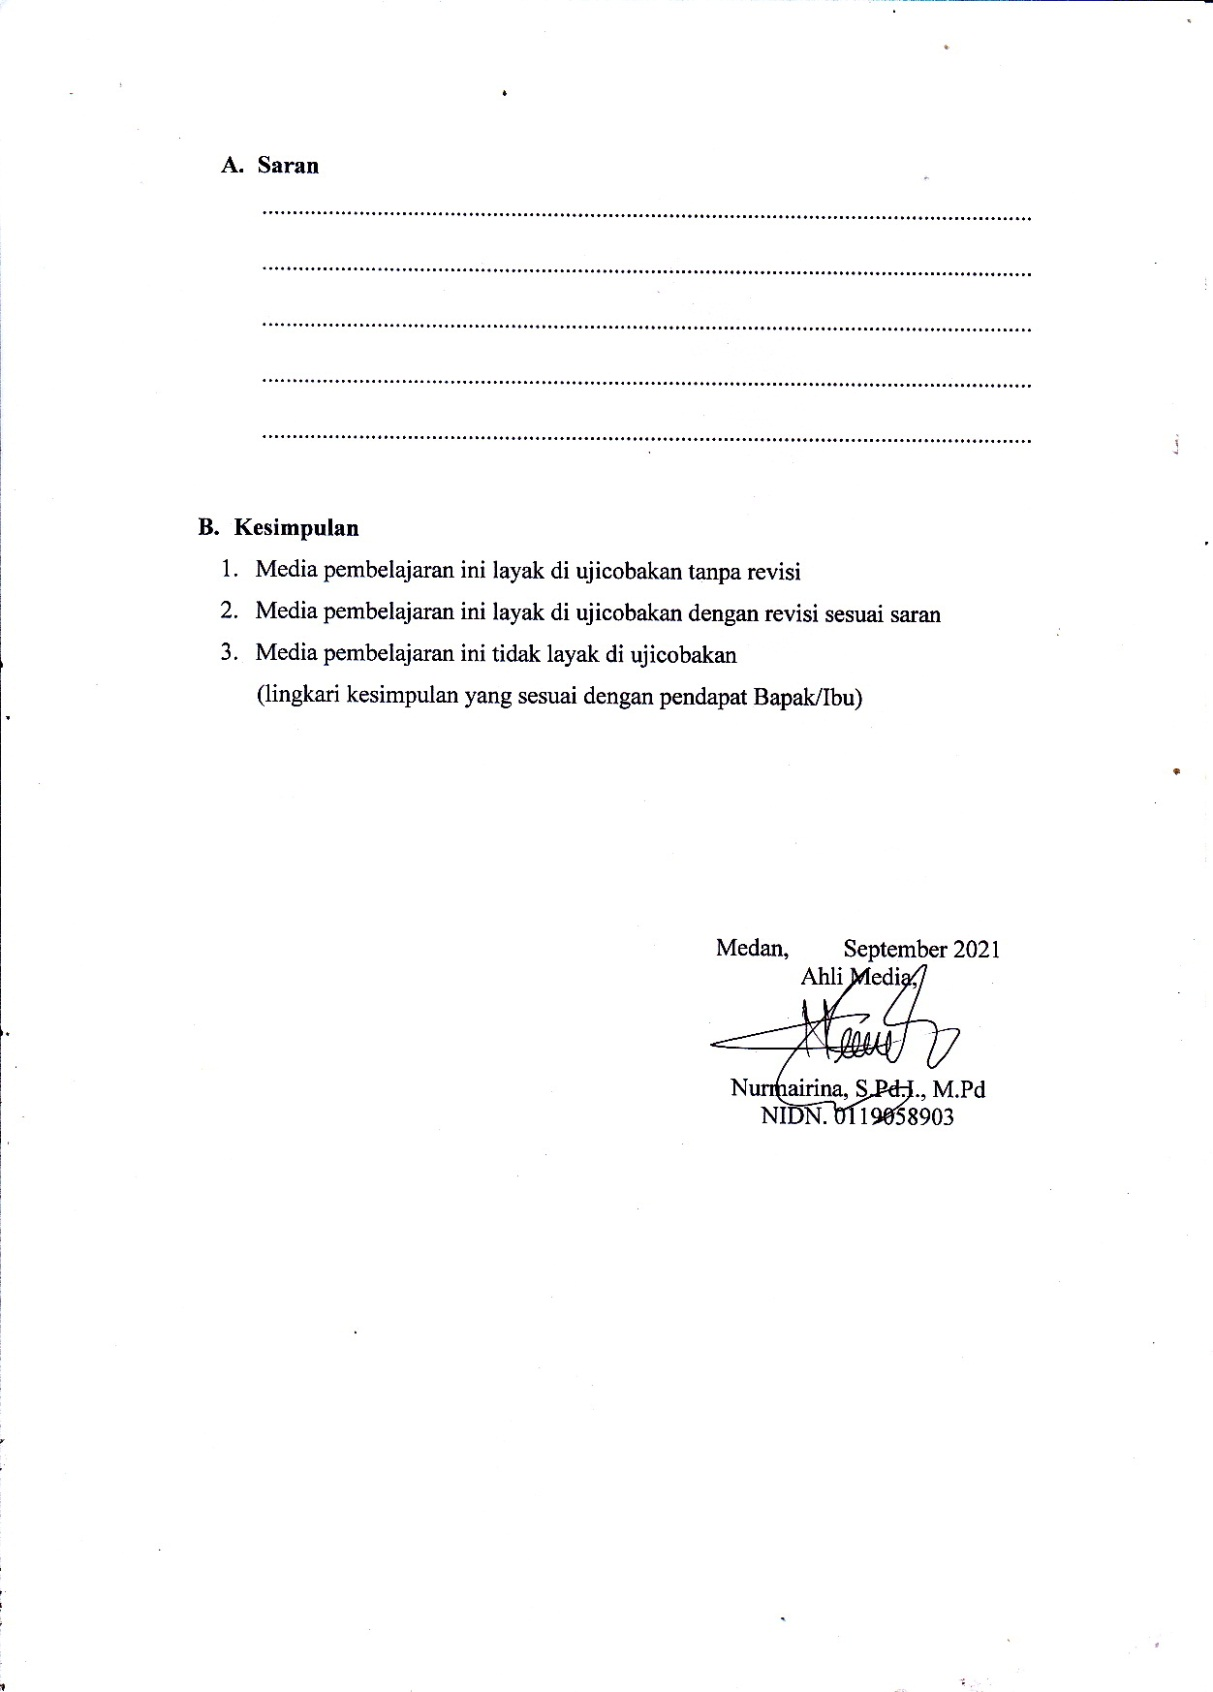 A. Saran
........................................................................................................................
........................................................................................................................
........................................................................................................................
........................................................................................................................
........................................................................................................................
B. Kesimpulan
1. Media pembelajaran ini layak di ujicobakan tanpa revisi
2. Media pembelajaran ini layak di ujicobakan dengan revisi sesuai saran
3. Media pembelajaran ini tidak layak di ujicobakan
(lingkari kesimpulan yang sesuai dengan pendapat Bapak/Ibu)
Medan, September 2021
Ahli Media,
Nurmairina, S.Pd.I., M.Pd
NIDN. 0119058903